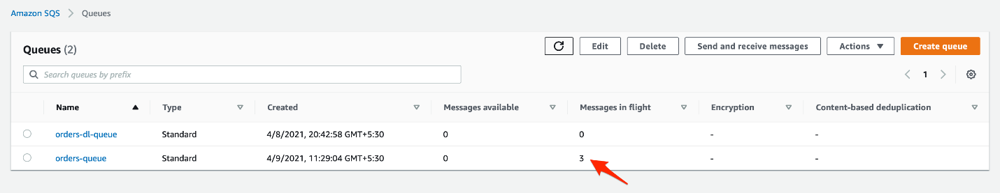 Amazon SQS > Queues
Queues (2)
Edit
Delete
Send and receive messages
Actions
Create queue
Search queues by prefix
1
Name Type Created Messages available Messages in flight Encryption Content-based deduplication
orders-dl-queue Standard 4/8/2021, 20:42:58 GMT+5:30 0 0 - -
orders-queue Standard 4/9/2021, 11:29:04 GMT+5:30 0 3 - -